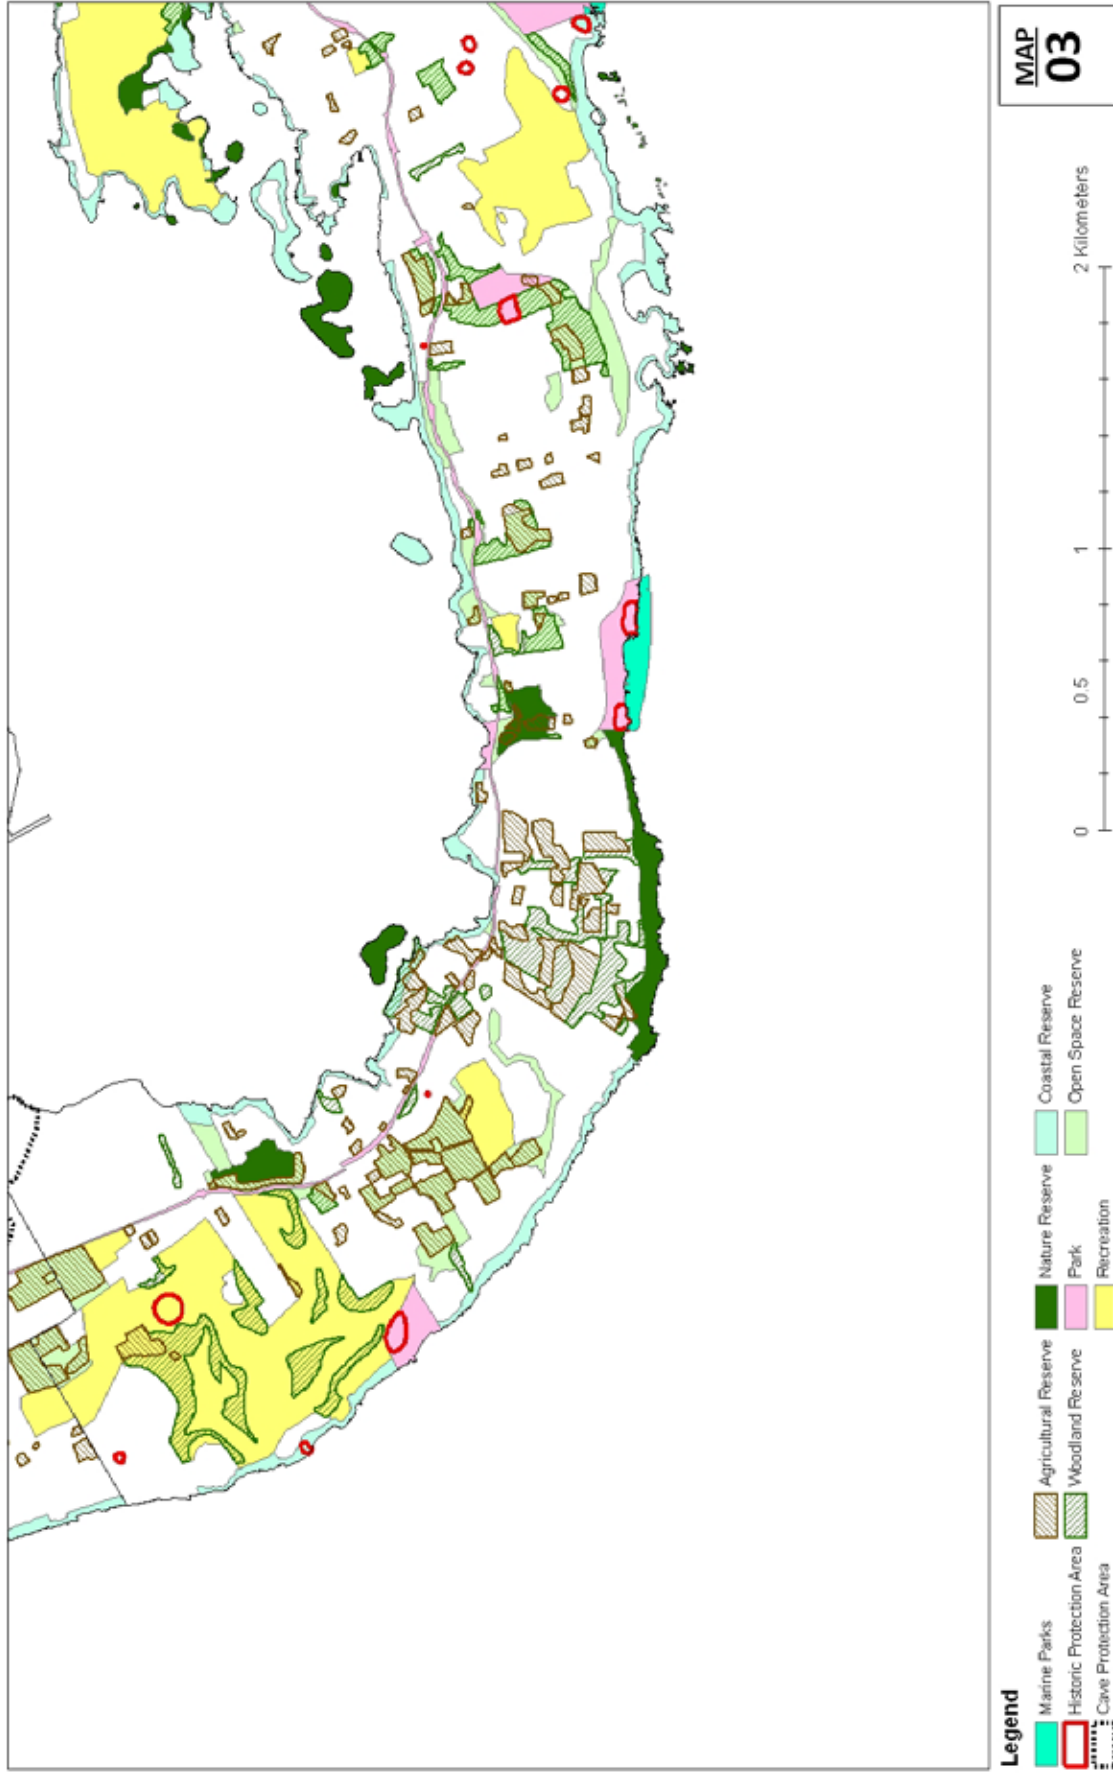 MAP
03
0 0.5 1 2 Kilometers
Legend
Marine Parks
Historic Protection Area
Cave Protection Area
Agricultural Reserve
Woodland Reserve
Nature Reserve
Park
Recreation
Coastal Reserve
Open Space Reserve